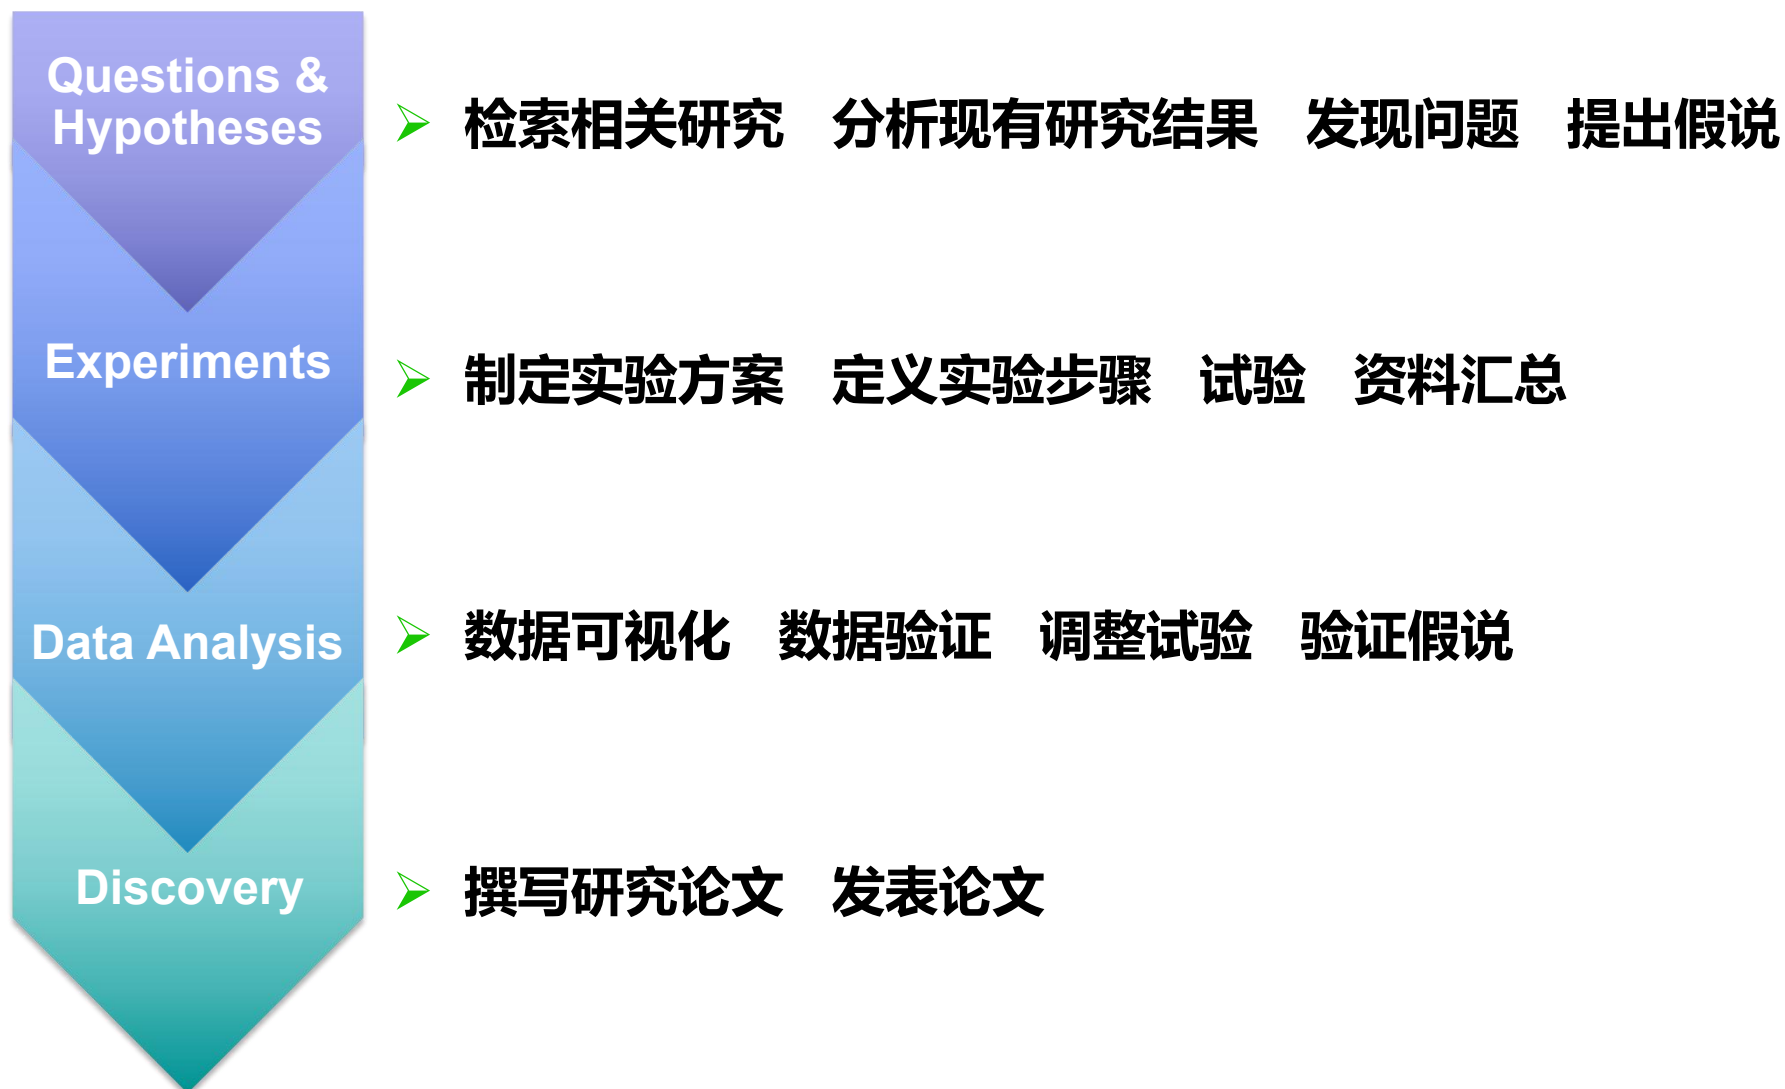 Questions &
Hypotheses
检索相关研究 分析现有研究结果 发现问题 提出假说
Experiments
制定实验方案 定义实验步骤 试验 资料汇总
Data Analysis
数据可视化 数据验证 调整试验 验证假说
Discovery
撰写研究论文 发表论文